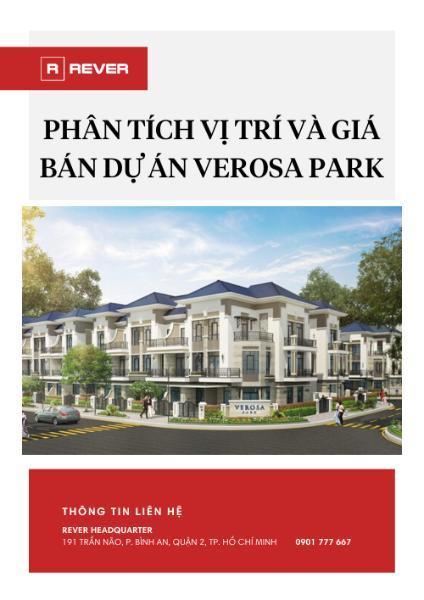 R REVER
PHÂN TÍCH VỊ TRÍ VÀ GIÁ
BÁN DỰ ÁN VEROSA PARK
VEROSA
PARK
THÔNG TIN LIÊN HỆ
REVER HEADQUARTER
191 TRẦN NÃO, P. BÌNH AN, QUẬN 2, TP. HỒ CHÍ MINH 0901 777 667